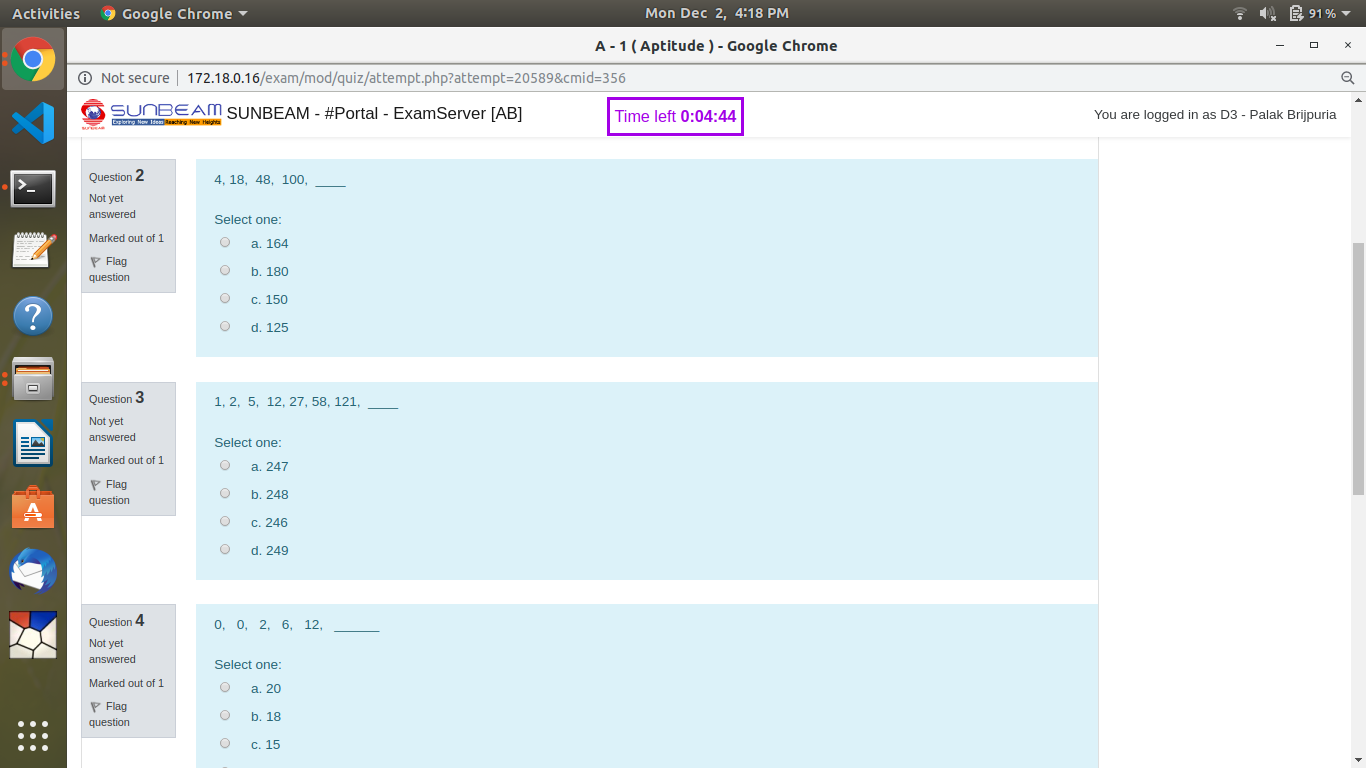 Activities Google Chrome Mon Dec 2, 4:18 PM 91%
A - 1 ( Aptitude ) - Google Chrome
Not secure 172.18.0.16/exam/mod/quiz/attempt.php?attempt=20589&cmid=356
SUNBEAM
Exploring New Ideas Reaching New Heights
SUNBEAM
SUNBEAM - #Portal - ExamServer [AB]
Time left 0:04:44
You are logged in as D3 - Palak Brijpuria
Question 2
Not yet
answered
Marked out of 1
Flag
question
4, 18, 48, 100, ____
Select one:
a. 164
b. 180
c. 150
d. 125
Question 3
Not yet
answered
Marked out of 1
Flag
question
1, 2, 5, 12, 27, 58, 121, ____
Select one:
a. 247
b. 248
c. 246
d. 249
Question 4
Not yet
answered
Marked out of 1
Flag
question
0, 0, 2, 6, 12, ______
Select one:
a. 20
b. 18
c. 15